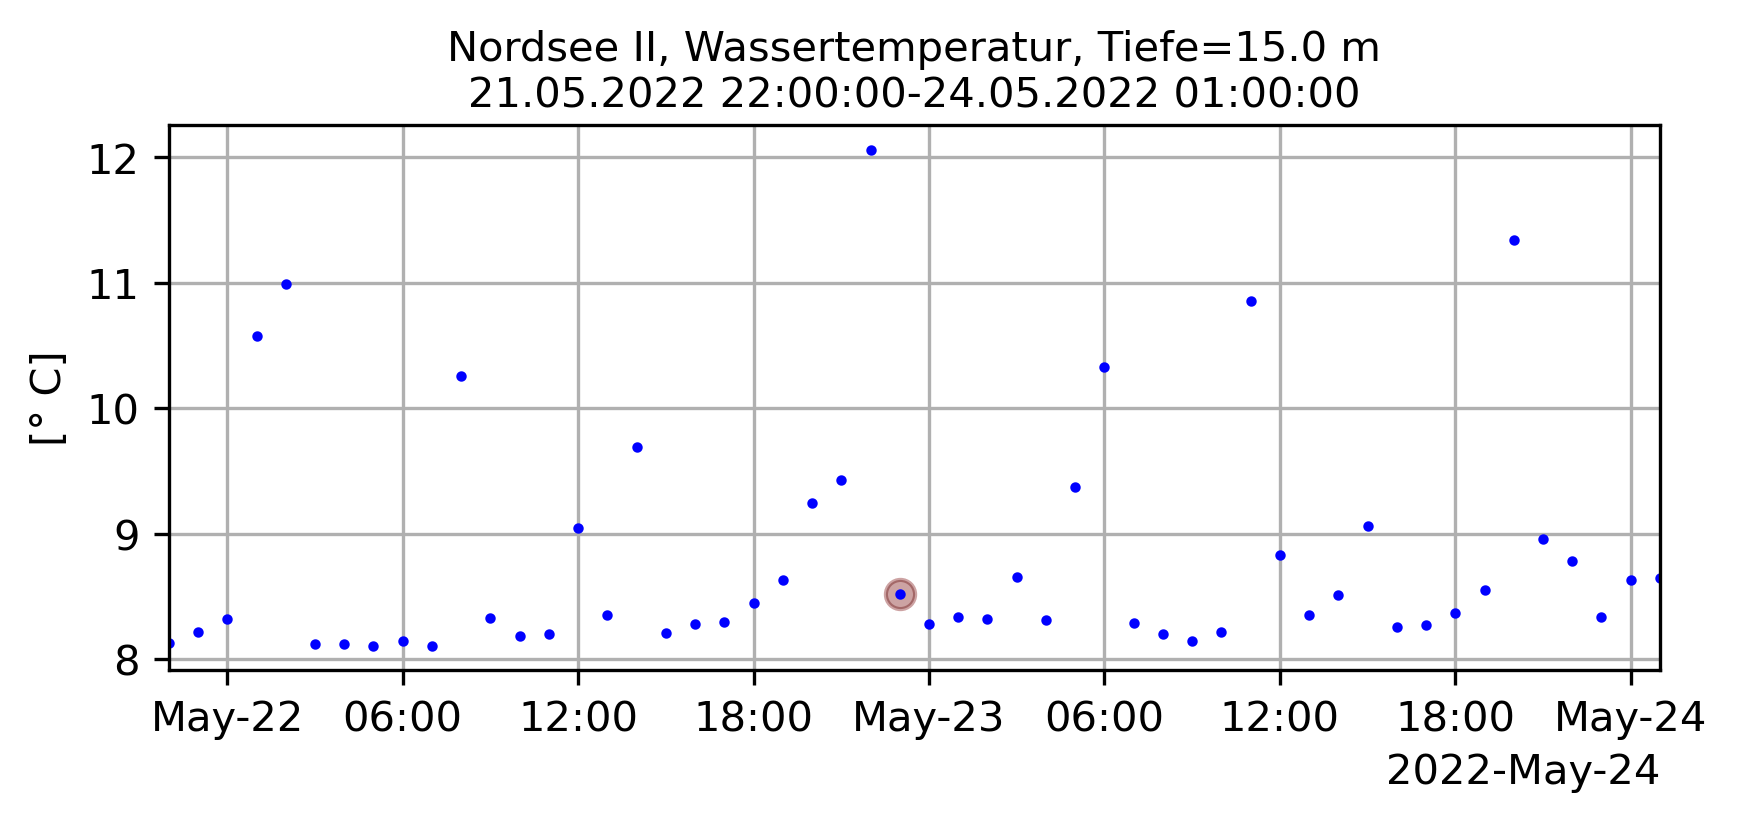 Nordsee II, Wassertemperatur, Tiefe=15.0 m
21.05.2022 22:00:00-24.05.2022 01:00:00
[° C]
12
11
10
9
8
May-22 06:00 12:00 18:00 May-23 06:00 12:00 18:00 May-24
2022-May-24